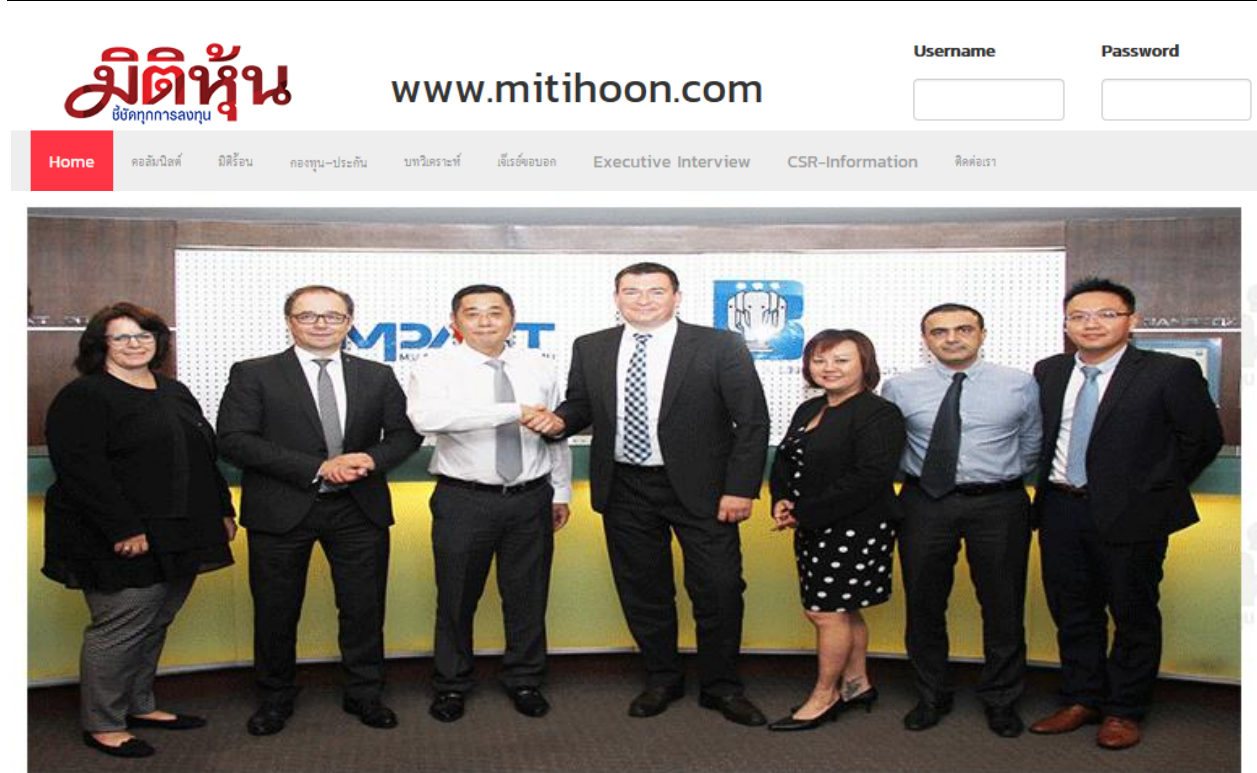 มิติหุ้น
ชี้ชัดทุกการลงทุน
www.mitihoon.com
Username
Password
Home
คอลัมนิสต์
มิติร้อน
กองทุน-ประกัน
บทวิเคราะห์
เจ๊เรย์ขอบอก
Executive Interview
CSR-Information
ติดต่อเรา